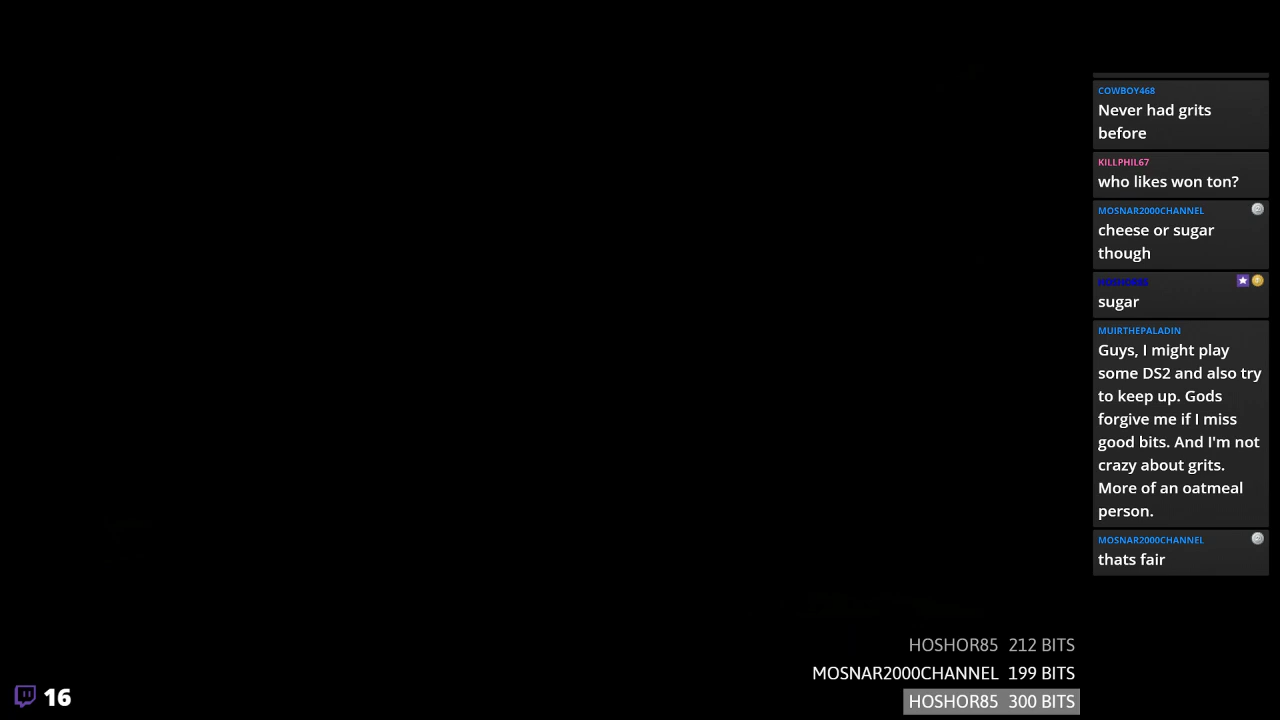 COWBOY468
Never had grits
before
KILLPHIL67
who likes won ton?
MOSNAR2000CHANNEL
cheese or sugar
though
HOSHOR85
sugar
MUIRTHEPALADIN
Guys, I might play
some DS2 and also try
to keep up. Gods
forgive me if I miss
good bits. And I'm not
crazy about grits.
More of an oatmeal
person.
MOSNAR2000CHANNEL
thats fair
HOSHOR85 212 BITS
MOSNAR2000CHANNEL 199 BITS
HOSHOR85 300 BITS
16